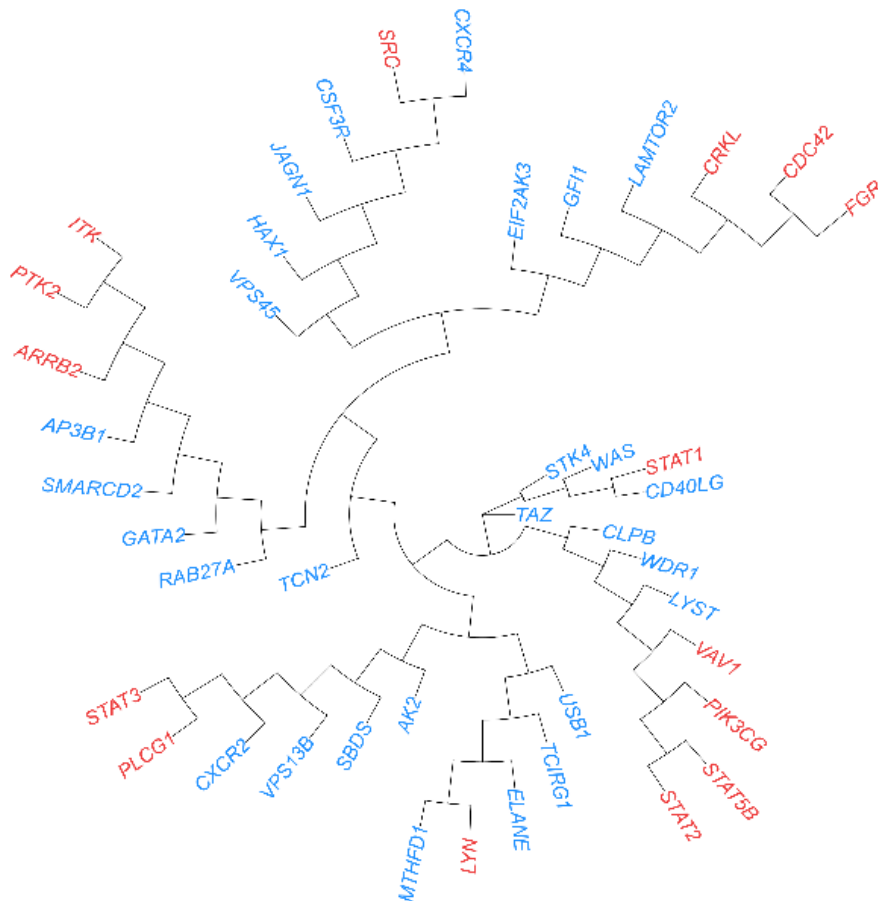 SRC
CXCR4
CSF3R
JAGN1
HAX1
VPS45
EIF2AK3
GFI1
LAMTOR2
CRKL
CDC42
FGR
ITK
PTK2
ARRB2
AP3B1
SMARCD2
GATA2
RAB27A
TCN2
STK4
WAS
STAT1
CD40LG
TAZ
CLPB
WDR1
LYST
VAV1
PIK3CG
STAT5B
STAT2
USB1
TCIRG1
ELANE
LYN
MTHFD1
AK2
SBDS
VPS13B
CXCR2
PLCG1
STAT3